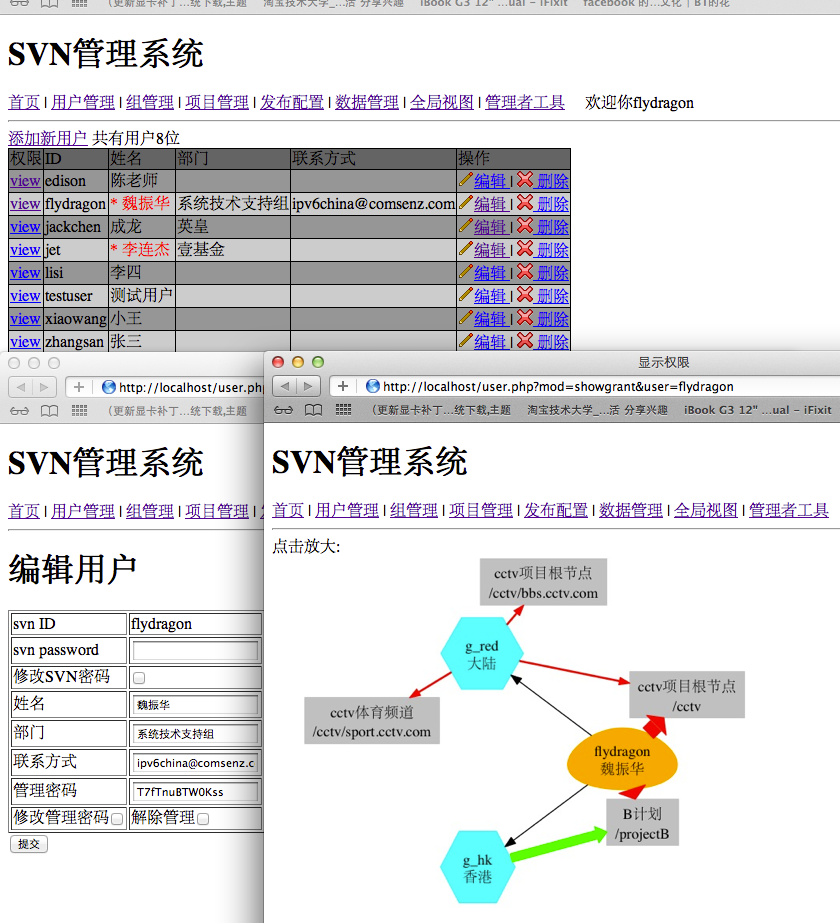 （更新显卡补丁...统下载,主题 淘宝技术大学_...活 分享兴趣 iBook G3 12" ...ual - iFixit facebook 的...文化 | BT的花
SVN管理系统
首页 | 用户管理 | 组管理 | 项目管理 | 发布配置 | 数据管理 | 全局视图 | 管理者工具 欢迎你flydragon
添加新用户 共有用户8位
权限 ID 姓名 部门 联系方式 操作
view edison 陈老师 编辑 | 删除
view flydragon * 魏振华 系统技术支持组 ipv6china@comsenz.com 编辑 | 删除
view jackchen 成龙 英皇 编辑 | 删除
view jet * 李连杰 壹基金 编辑 | 删除
view lisi 李四 编辑 | 删除
view testuser 测试用户 编辑 | 删除
view xiaowang 小王 编辑 | 删除
view zhangsan 张三 编辑 | 删除
http://localhost/user.ph
（更新显卡补丁...统下载,主题
SVN管理系统
首页 | 用户管理 | 组管理 | 项目管理 |
编辑用户
svn ID flydragon
svn password
修改SVN密码
姓名 魏振华
部门 系统技术支持组
联系方式 ipv6china@comsenz.c
管理密码 T7fTnuBTW0Kss
修改管理密码 解除管理
提交
显示权限
http://localhost/user.php?mod=showgrant&user=flydragon
（更新显卡补丁...统下载,主题 淘宝技术大学_...活 分享兴趣 iBook G3 12" ...ual - iFixit
SVN管理系统
首页 | 用户管理 | 组管理 | 项目管理 | 发布配置 | 数据管理 | 全局视图 | 管理者工具
点击放大:
cctv项目根节点
/cctv/bbs.cctv.com
g_red
大陆
cctv项目根节点
/cctv
cctv体育频道
/cctv/sport.cctv.com
flydragon
魏振华
B计划
/projectB
g_hk
香港